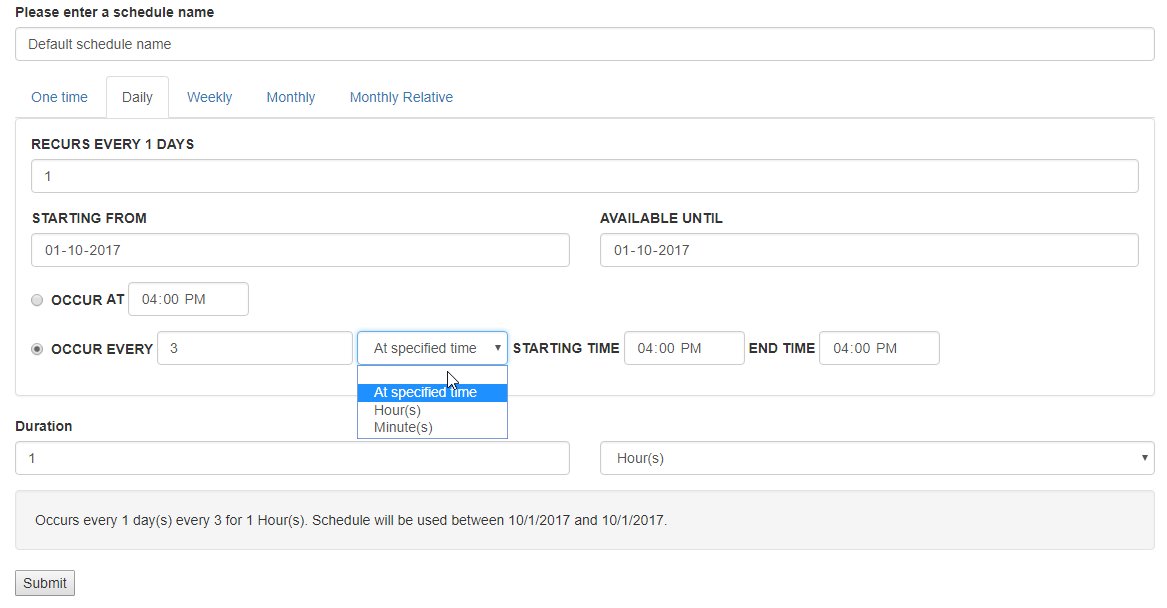 Please enter a schedule name
Default schedule name
One time Daily Weekly Monthly Monthly Relative
RECURS EVERY 1 DAYS
1
STARTING FROM AVAILABLE UNTIL
01-10-2017 01-10-2017
OCCUR AT 04:00 PM
OCCUR EVERY 3 At specified time STARTING TIME 04:00 PM END TIME 04:00 PM
At specified time
Hour(s)
Minute(s)
Duration
1 Hour(s)
Occurs every 1 day(s) every 3 for 1 Hour(s). Schedule will be used between 10/1/2017 and 10/1/2017.
Submit